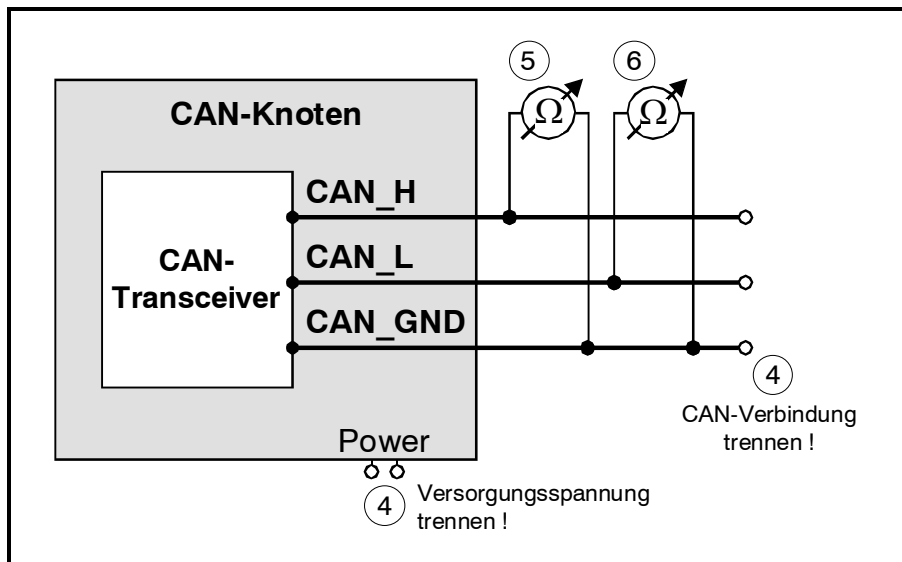 5
6
Ω
Ω
CAN-Knoten
CAN_H
CAN-
Transceiver
CAN_L
CAN_GND
4
CAN-Verbindung
trennen !
Power
4
Versorgungsspannung
trennen !